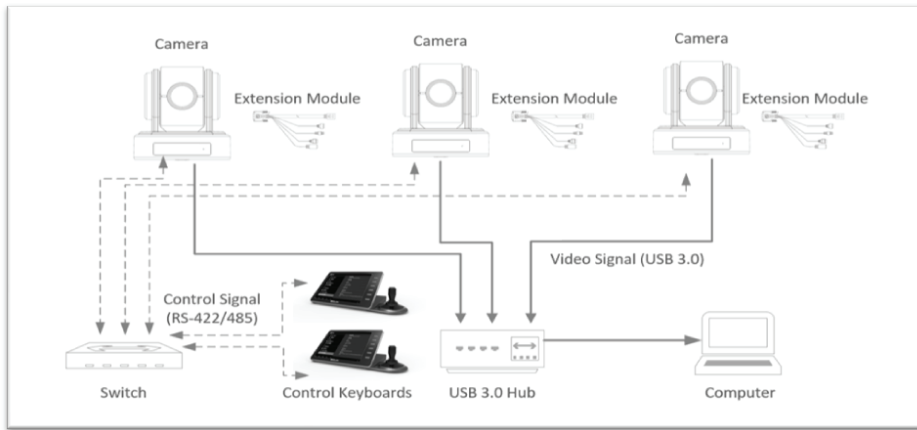 Camera
Camera
Camera
Extension Module
Extension Module
Extension Module
Video Signal (USB 3.0)
Control Signal
(RS-422/485)
Switch
Control Keyboards
USB 3.0 Hub
Computer